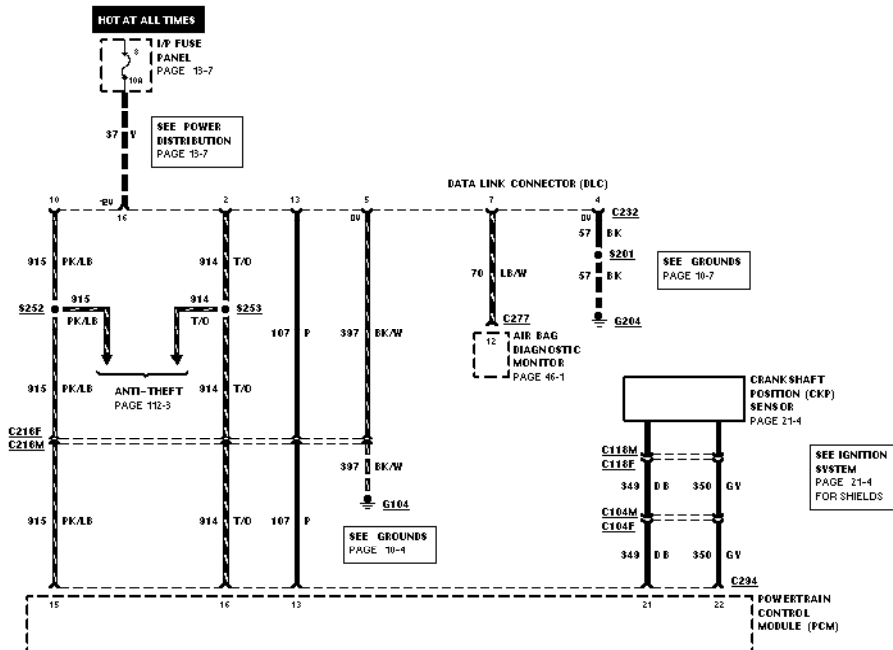 HOT AT ALL TIMES
I/P FUSE
PANEL
PAGE 13-7
8
10A
37 V
SEE POWER
DISTRIBUTION
PAGE 13-7
DATA LINK CONNECTOR (DLC)
10 2 13 5 7 4
12V 16 0V 0V C232
57 BK
915 PK/LB 914 T/O
S201
SEE GROUNDS
PAGE 10-7
70 LB/W
57 BK
S252 915 914 S253
PK/LB T/O
C277
G204
107 P 397 BK/W
12
AIR BAG
DIAGNOSTIC
MONITOR
PAGE 46-1
ANTI-THEFT
PAGE 112-3
915 PK/LB 914 T/O
CRANKSHAFT
POSITION (CKP)
SENSOR
PAGE 21-4
C216F
C216M
C118M
C118F
SEE IGNITION
SYSTEM
PAGE 21-4
FOR SHIELDS
397 BK/W
349 DB 350 GY
G104
C104M
C104F
915 PK/LB 914 T/O 107 P
SEE GROUNDS
PAGE 10-4
349 DB 350 GY
C294
15 16 13 21 22
POWERTRAIN
CONTROL
MODULE (PCM)